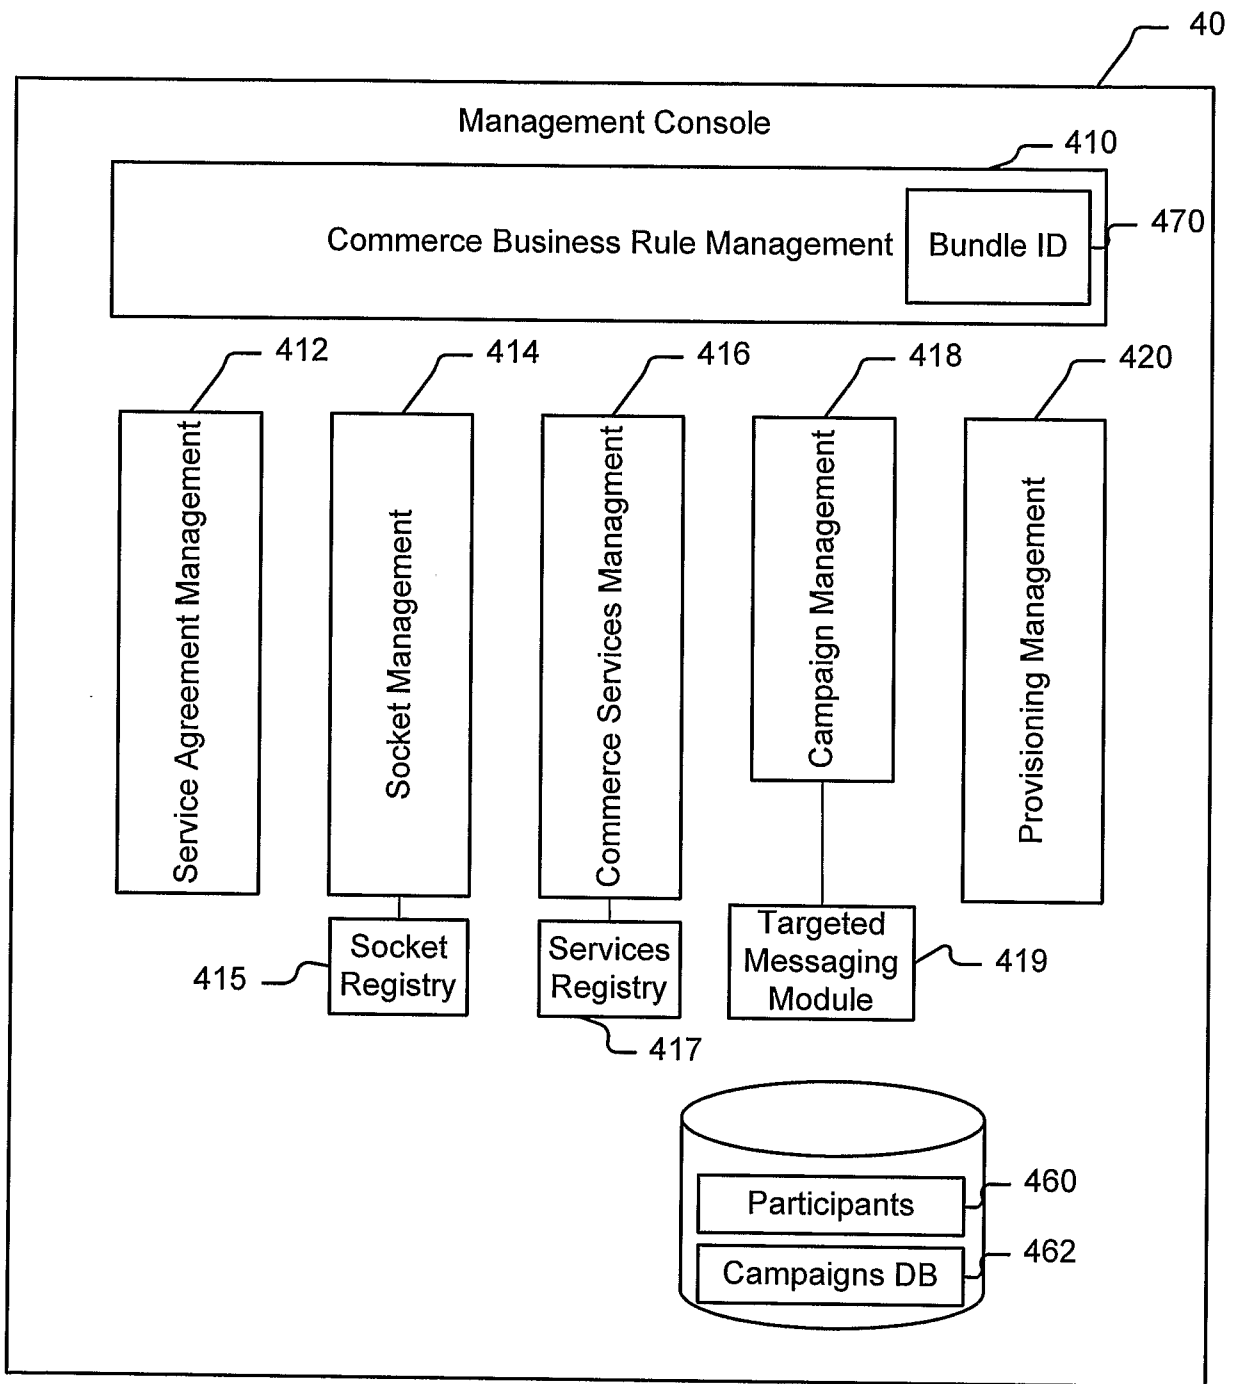 40
Management Console
410
Commerce Business Rule Management
Bundle ID
470
412
414
416
418
420
Service Agreement Management
Socket Management
Commerce Services Managment
Campaign Management
Provisioning Management
Socket
Registry
415
Services
Registry
417
Targeted
Messaging
Module
419
Participants
460
Campaigns DB
462